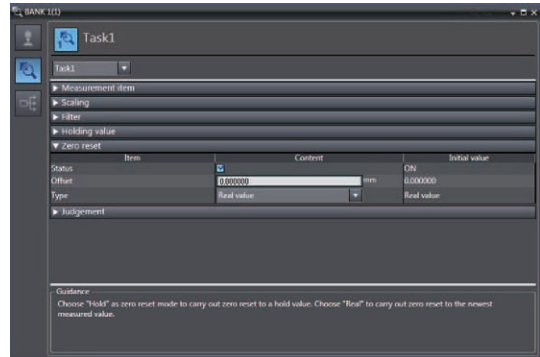 BANK 1(1)
Task1
Task1
Measurement item
Scaling
Filter
Holding value
Zero reset
Item Content Initial value
Status ON
Offset 0.000000 mm 0.000000
Type Real value Real value
Judgement
Guidance
Choose "Hold" as zero reset mode to carry out zero reset to a hold value. Choose "Real" to carry out zero reset to the newest
measured value.